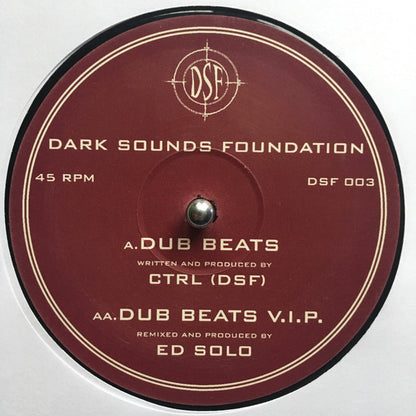 DSF
DARK SOUNDS FOUNDATION
45 RPM DSF 003
A.DUB BEATS
WRITTEN AND PRODUCED BY
CTRL (DSF)
AA.DUB BEATS V.I.P.
REMIXED AND PRODUCED BY
ED SOLO